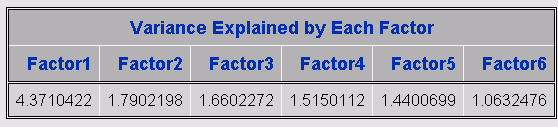 Variance Explained by Each Factor
Factor1 Factor2 Factor3 Factor4 Factor5 Factor6
4.3710422 1.7902198 1.6602272 1.5150112 1.4400699 1.0632476